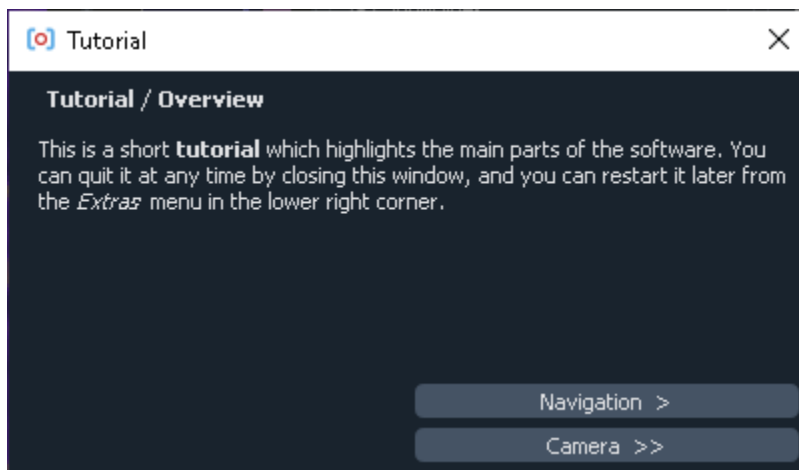 Tutorial
Tutorial / Overview
This is a short tutorial which highlights the main parts of the software. You
can quit it at any time by closing this window, and you can restart it later from
the Extras menu in the lower right corner.
Navigation >
Camera >>